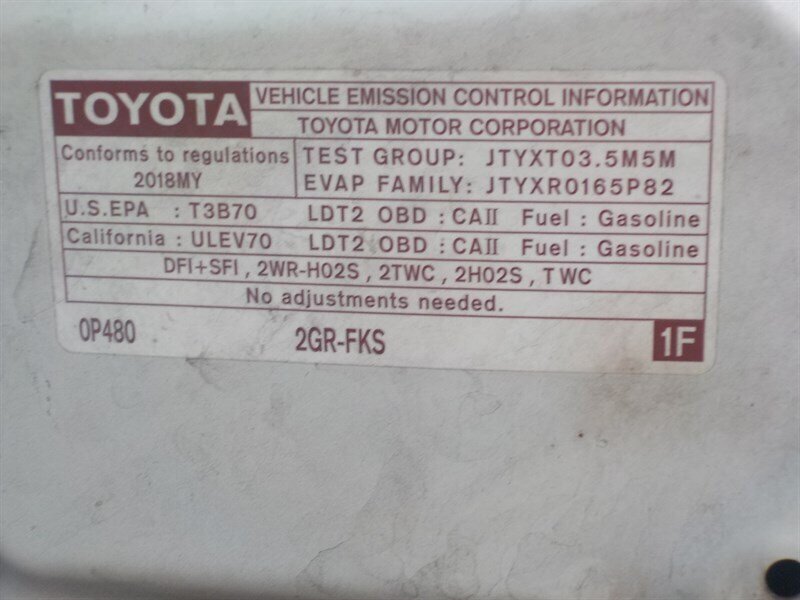 TOYOTA VEHICLE EMISSION CONTROL INFORMATION
TOYOTA MOTOR CORPORATION
Conforms to regulations TEST GROUP: JTYXT03.5M5M
2018MY EVAP FAMILY: JTYXR0165P82
U.S.EPA : T3B70 LDT2 OBD : CAII Fuel : Gasoline
California : ULEV70 LDT2 OBD : CAII Fuel : Gasoline
DFI+SFI, 2WR-HO2S, 2TWC, 2HO2S, TWC
No adjustments needed.
0P480 2GR-FKS 1F